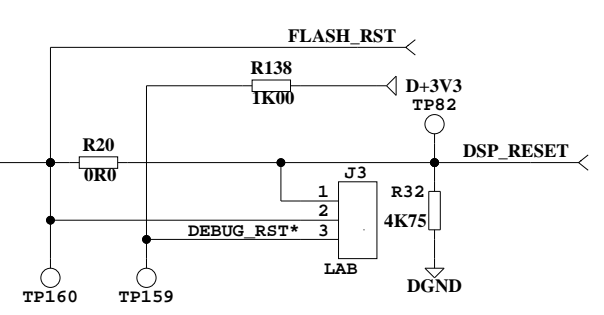 FLASH_RST
R138
1K00
D+3V3
TP82
R20
0R0
DSP_RESET
J3
1
2
3
R32
4K75
DEBUG_RST*
LAB
DGND
TP160
TP159